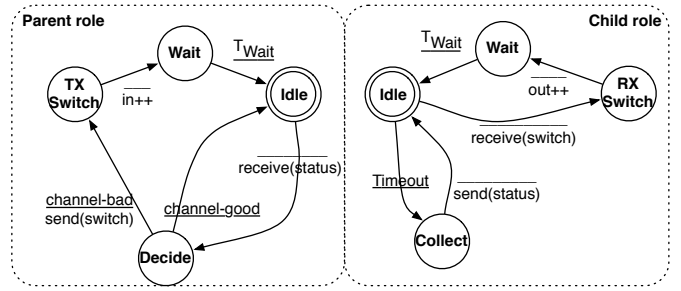 Parent role
Wait
T_Wait
TX
Switch
in++
Idle
receive(status)
channel-bad
send(switch)
channel-good
Decide
Child role
Wait
T_Wait
Idle
out++
RX
Switch
receive(switch)
Timeout
send(status)
Collect